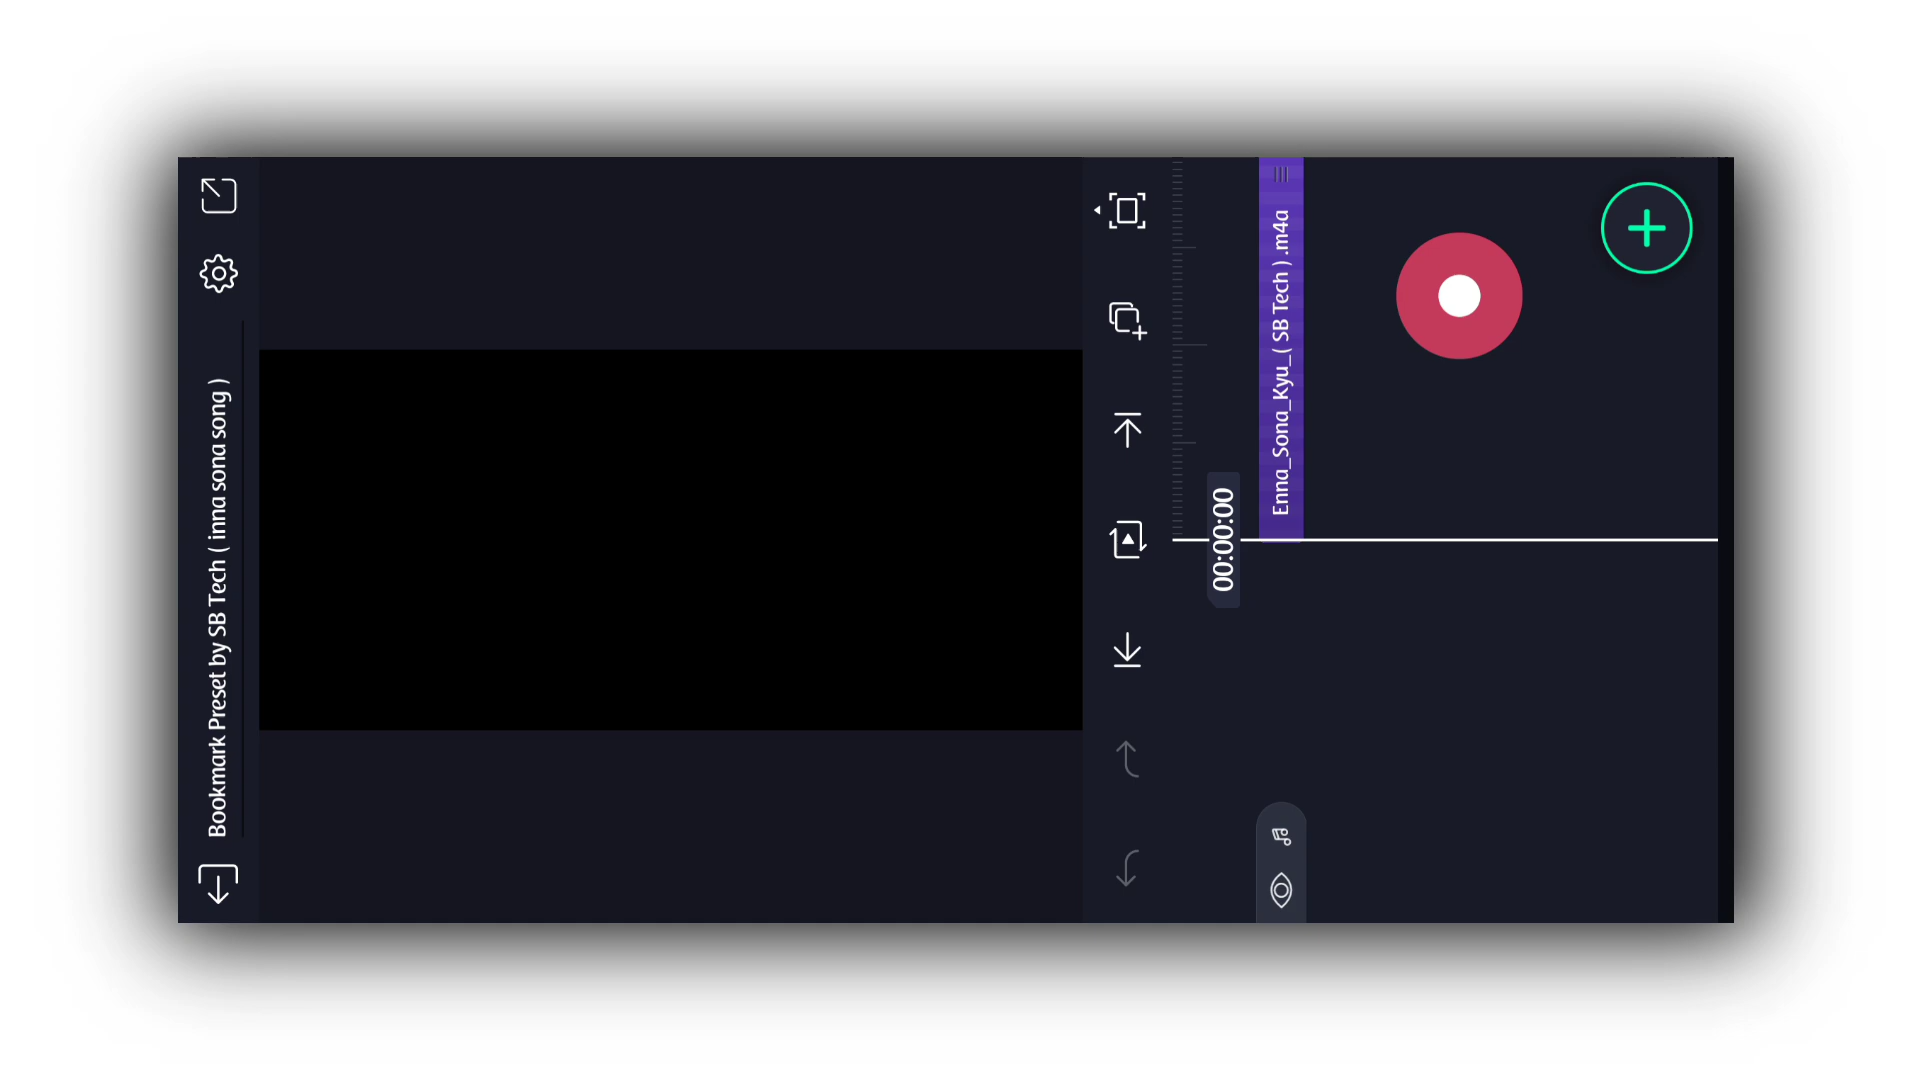 Bookmark Preset by SB Tech ( inna sona song )
00:00:00
Enna_Sona_Kyu_( SB Tech ) .m4a